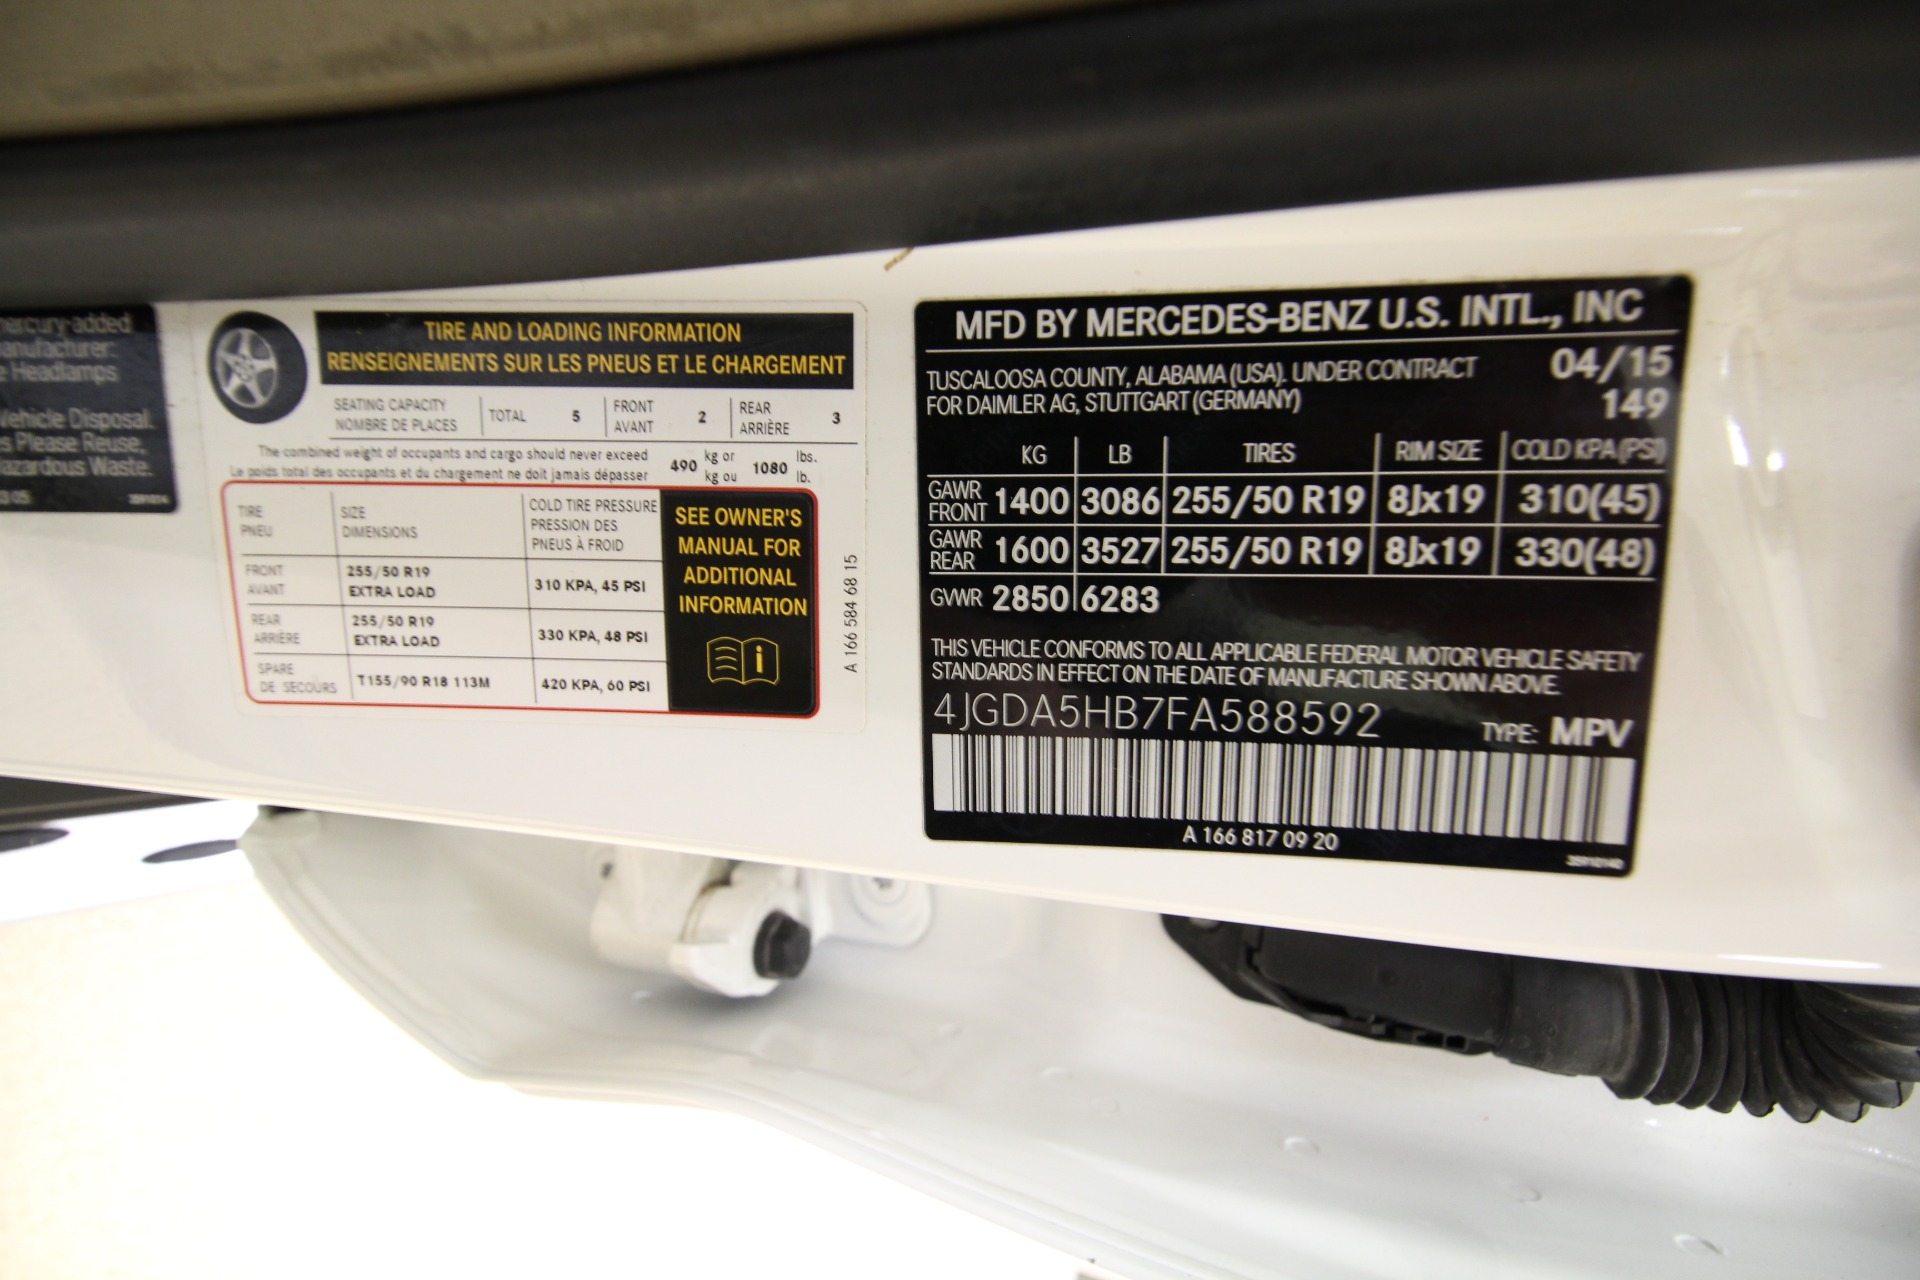 mercury-added
manufacturer:
Headlamps
Vehicle Disposal.
Please Reuse,
Hazardous Waste.
TIRE AND LOADING INFORMATION
RENSEIGNEMENTS SUR LES PNEUS ET LE CHARGEMENT
SEATING CAPACITY
NOMBRE DE PLACES
TOTAL 5
FRONT
AVANT
2
REAR
ARRIÈRE
3
The combined weight of occupants and cargo should never exceed
Le poids total des occupants et du chargement ne doit jamais dépasser
490 kg or
kg ou
1080 lbs.
lb.
TIRE
PNEU
SIZE
DIMENSIONS
COLD TIRE PRESSURE
PRESSION DES
PNEUS À FROID
FRONT
AVANT
255/50 R19
EXTRA LOAD
310 KPA, 45 PSI
REAR
ARRIÈRE
255/50 R19
EXTRA LOAD
330 KPA, 48 PSI
SPARE
DE SECOURS
T155/90 R18 113M
420 KPA, 60 PSI
SEE OWNER'S
MANUAL FOR
ADDITIONAL
INFORMATION
A 166 584 68 15
MFD BY MERCEDES-BENZ U.S. INTL., INC
TUSCALOOSA COUNTY, ALABAMA (USA). UNDER CONTRACT
FOR DAIMLER AG, STUTTGART (GERMANY)
04/15
149
KG LB TIRES RIM SIZE COLD KPA (PSI)
GAWR
FRONT
1400 3086 255/50 R19 8Jx19 310(45)
GAWR
REAR
1600 3527 255/50 R19 8Jx19 330(48)
GVWR 2850 6283
THIS VEHICLE CONFORMS TO ALL APPLICABLE FEDERAL MOTOR VEHICLE SAFETY
STANDARDS IN EFFECT ON THE DATE OF MANUFACTURE SHOWN ABOVE.
4JGDA5HB7FA588592
TYPE: MPV
A 166 817 09 20